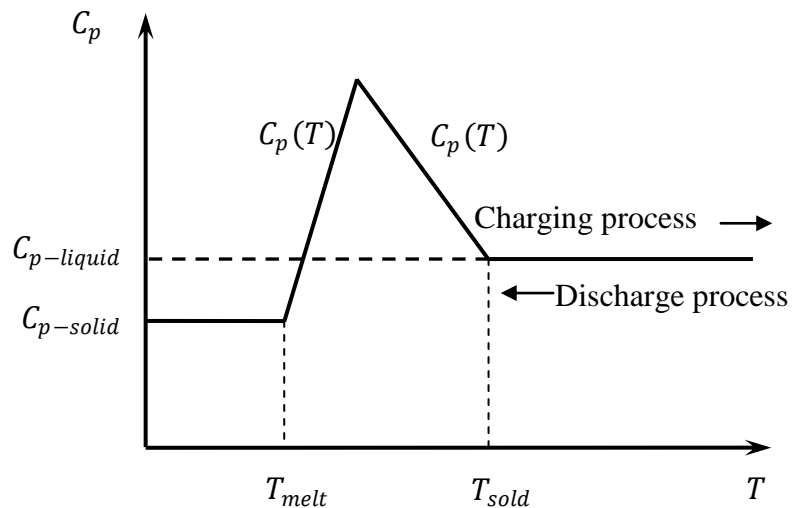 C_p
C_p(T)
C_p(T)
Charging process
C_{p-liquid}
Discharge process
C_{p-solid}
T_{melt}
T_{sold}
T